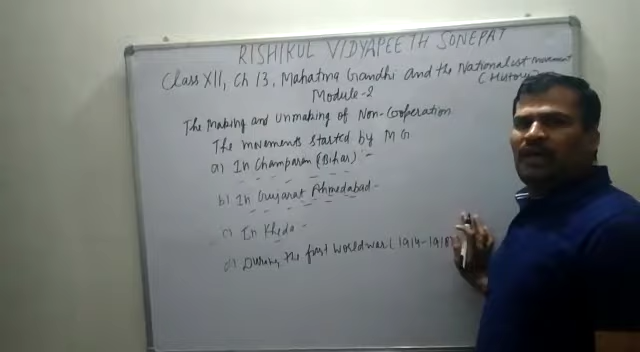 RISHIKUL VIDYAPEETH SONEPAT
Class XII, Ch 13, Mahatma Gandhi and the Nationalist Movement
(History)
Module-2
The Making and Unmaking of Non-Cooperation
The movements started by M G
a) In Champaran (Bihar) -
b) In Gujarat Ahmedabad -
c) In Kheda -
d) During the first World war (1914-1918)